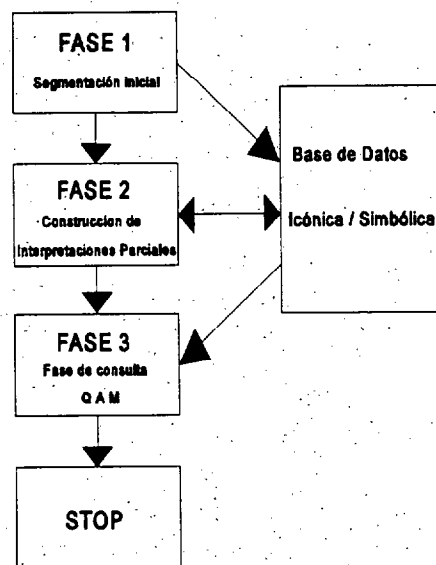 FASE 1
Segmentación Inicial
Base de Datos
Icónica / Simbólica
FASE 2
Construccion de
Interpretaciones Parciales
FASE 3
Fase de consulta
Q A M
STOP